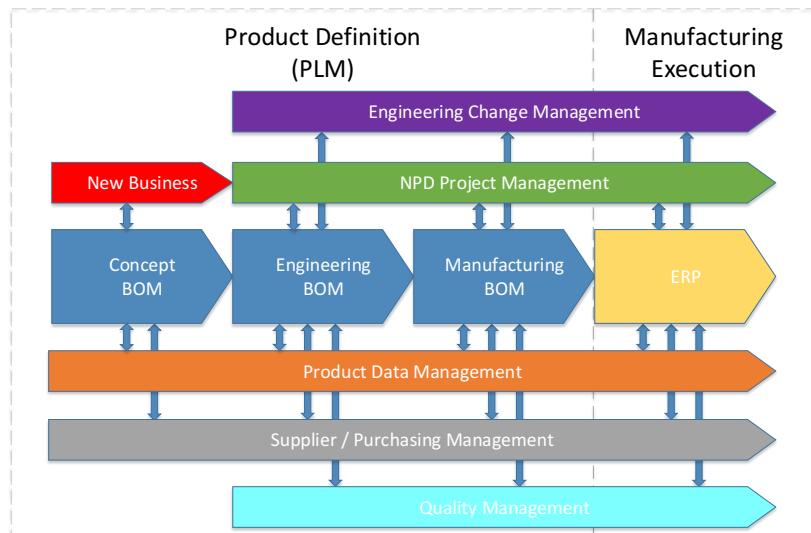 Product Definition
(PLM)
Manufacturing
Execution
Engineering Change Management
New Business
NPD Project Management
Concept
BOM
Engineering
BOM
Manufacturing
BOM
ERP
Product Data Management
Supplier / Purchasing Management
Quality Management